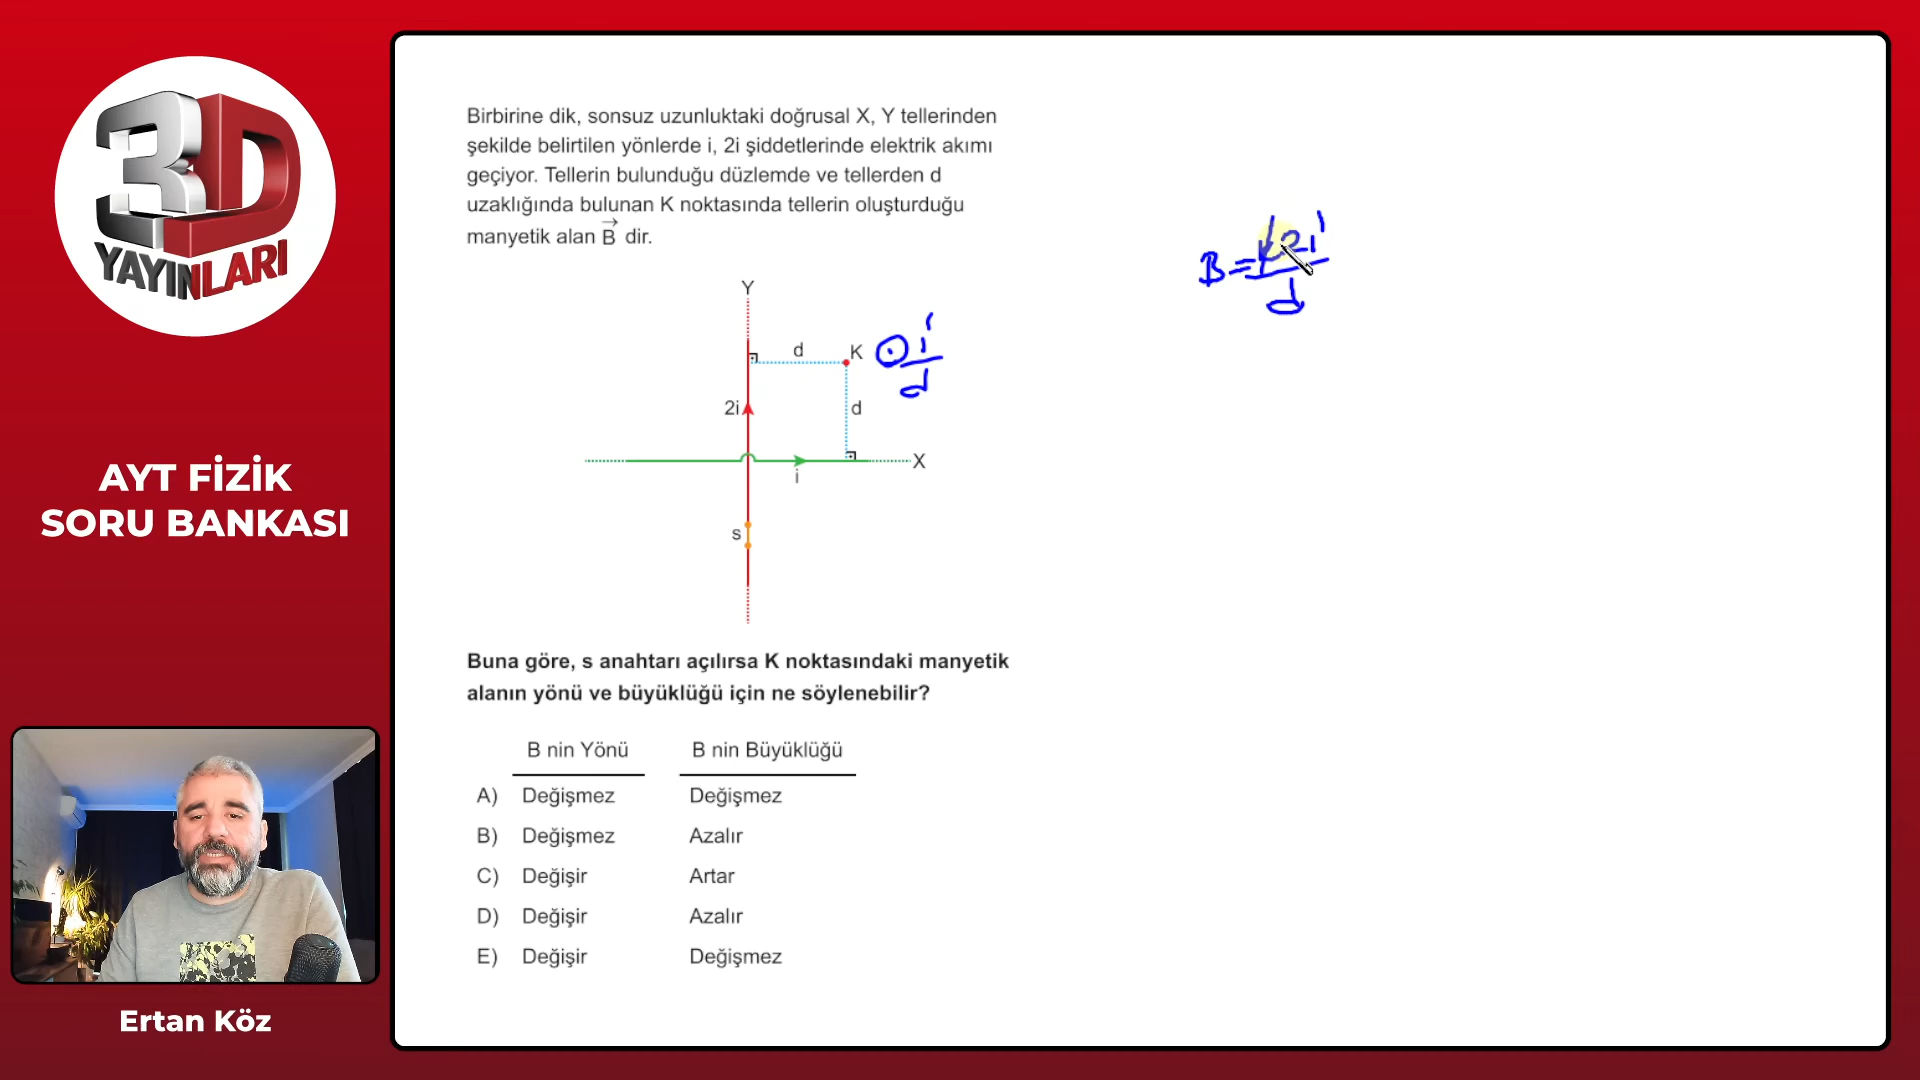 3D
YAYINLARI
AYT FİZİK
SORU BANKASI
Ertan Köz
Birbirine dik, sonsuz uzunluktaki doğrusal X, Y tellerinden
şekilde belirtilen yönlerde i, 2i şiddetlerinde elektrik akımı
geçiyor. Tellerin bulunduğu düzlemde ve tellerden d
uzaklığında bulunan K noktasında tellerin oluşturduğu
manyetik alan B dir.
Y
d
K
i
d
2i
d
X
i
s
B = K2i
d
Buna göre, s anahtarı açılırsa K noktasındaki manyetik
alanın yönü ve büyüklüğü için ne söylenebilir?
B nin Yönü B nin Büyüklüğü
A) Değişmez Değişmez
B) Değişmez Azalır
C) Değişir Artar
D) Değişir Azalır
E) Değişir Değişmez